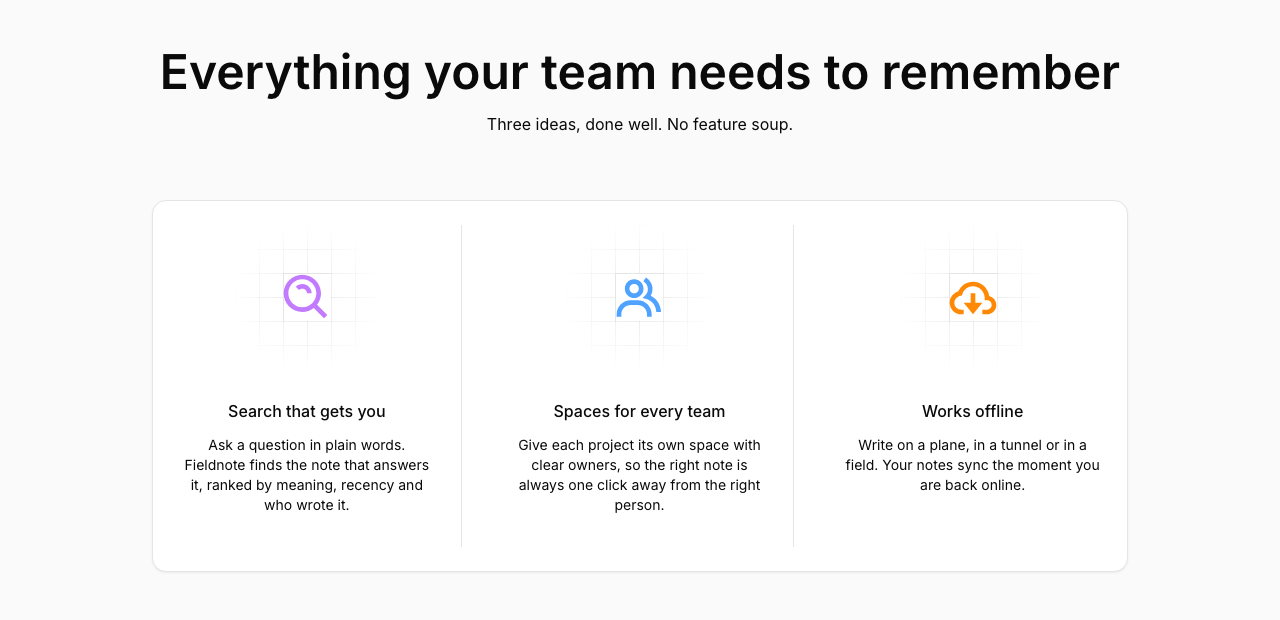 Everything your team needs to remember
Three ideas, done well. No feature soup.
Search that gets you
Ask a question in plain words.
Fieldnote finds the note that answers
it, ranked by meaning, recency and
who wrote it.
Spaces for every team
Give each project its own space with
clear owners, so the right note is
always one click away from the right
person.
Works offline
Write on a plane, in a tunnel or in a
field. Your notes sync the moment you
are back online.